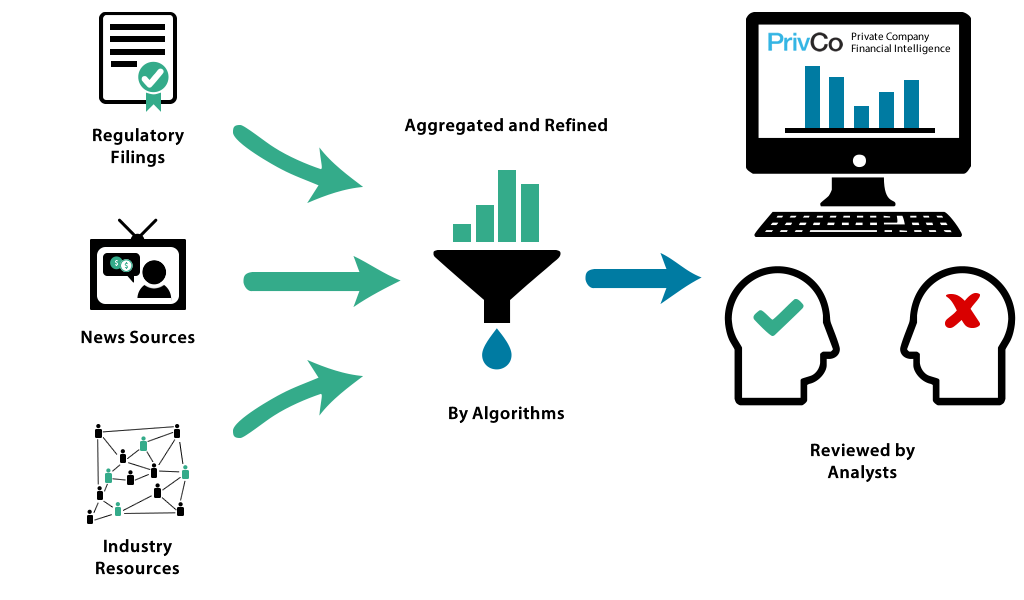 Regulatory
Filings
News Sources
Industry
Resources
Aggregated and Refined
$ $
By Algorithms
PrivCo
Private Company
Financial Intelligence
Reviewed by
Analysts